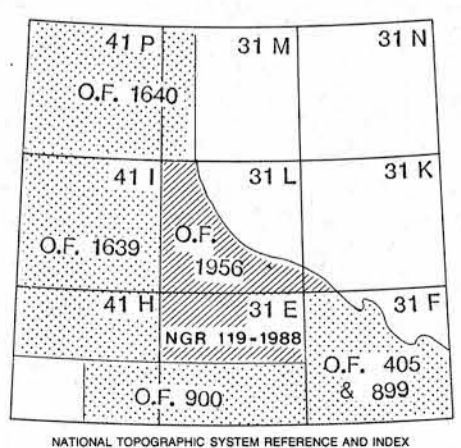 41 P 31 M 31 N
O.F. 1640
41 I 31 L 31 K
O.F. 1639
O.F.
1956
41 H 31 E 31 F
NGR 119-1988
O.F. 405
& 899
O.F. 900
NATIONAL TOPOGRAPHIC SYSTEM REFERENCE AND INDEX